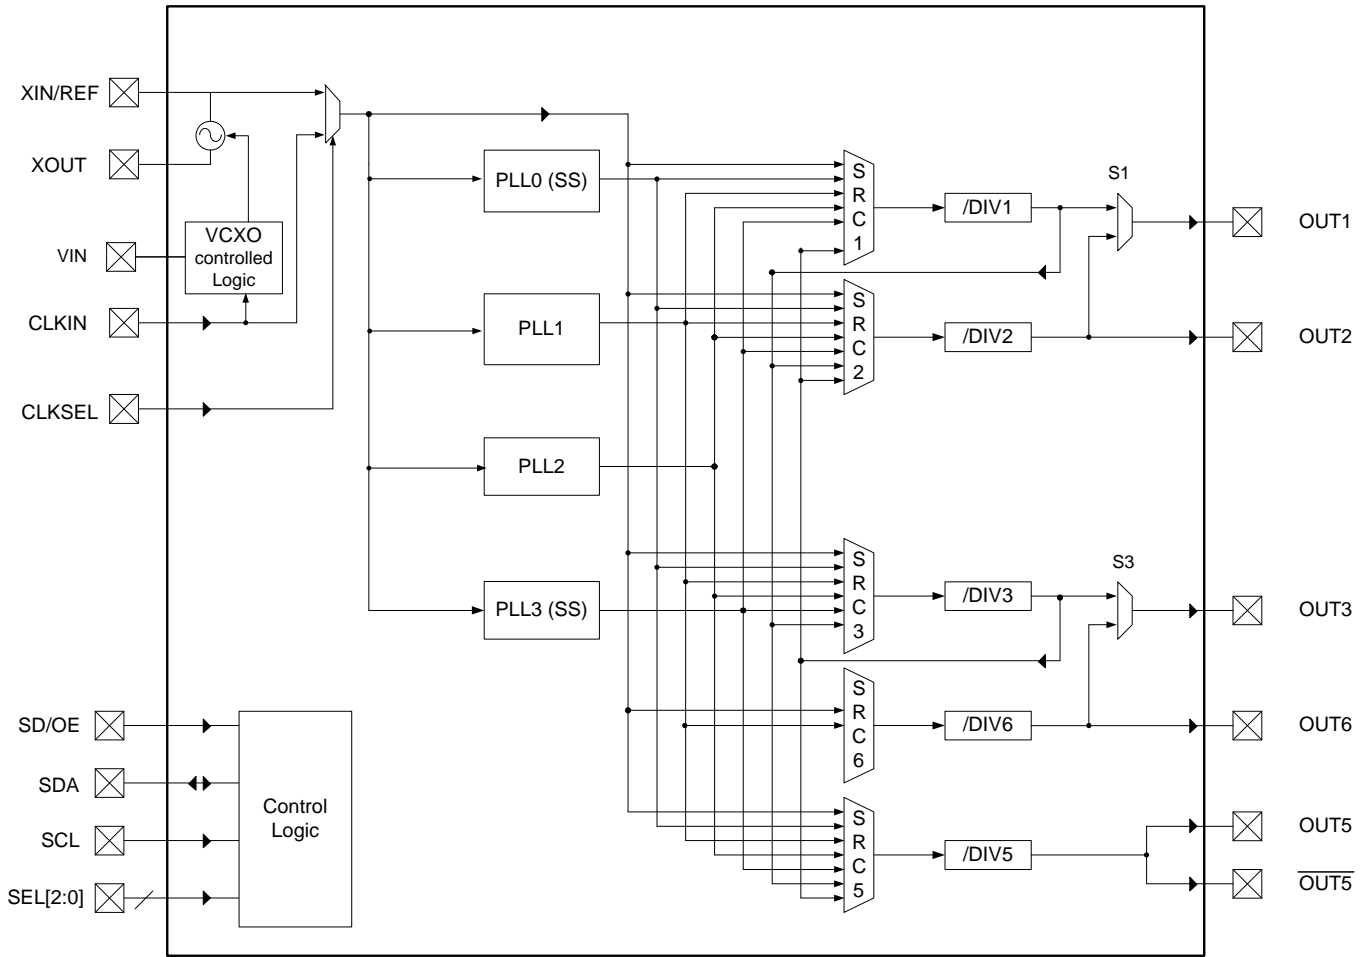 XIN/REF
XOUT
VIN
CLKIN
CLKSEL
VCXO
controlled
Logic
PLL0 (SS)
PLL1
PLL2
PLL3 (SS)
S
R
C
1
S
R
C
2
S
R
C
3
S
R
C
6
S
R
C
5
/DIV1
/DIV2
/DIV3
/DIV6
/DIV5
S1
S3
OUT1
OUT2
OUT3
OUT6
OUT5
OUT5
SD/OE
SDA
SCL
SEL[2:0]
Control
Logic